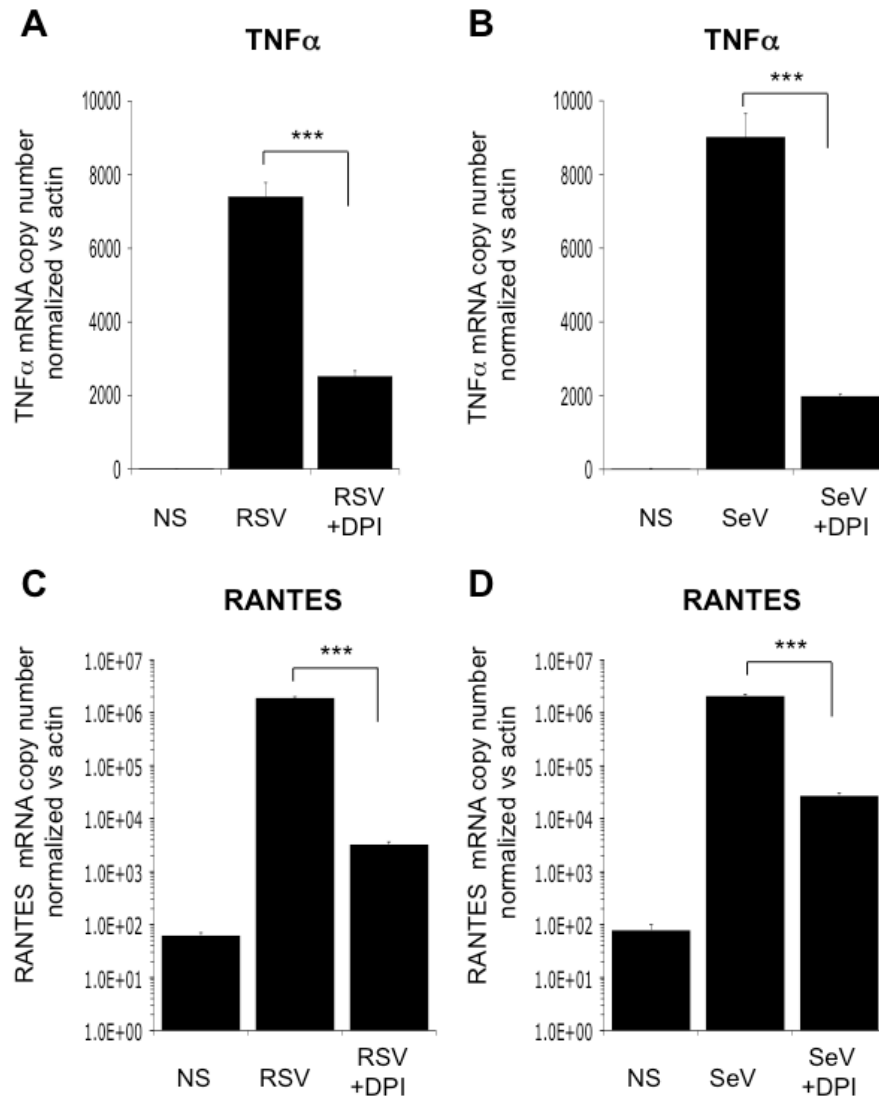 A
TNFα
TNFα mRNA copy number
normalized vs actin
10000
8000
6000
4000
2000
0
***
NS
RSV
RSV
+DPI
B
TNFα
TNFα mRNA copy number
normalized vs actin
10000
8000
6000
4000
2000
0
***
NS
SeV
SeV
+DPI
C
RANTES
RANTES mRNA copy number
normalized vs actin
1.0E+07
1.0E+06
1.0E+05
1.0E+04
1.0E+03
1.0E+02
1.0E+01
1.0E+00
***
NS
RSV
RSV
+DPI
D
RANTES
RANTES mRNA copy number
normalized vs actin
1.0E+07
1.0E+06
1.0E+05
1.0E+04
1.0E+03
1.0E+02
1.0E+01
1.0E+00
***
NS
SeV
SeV
+DPI